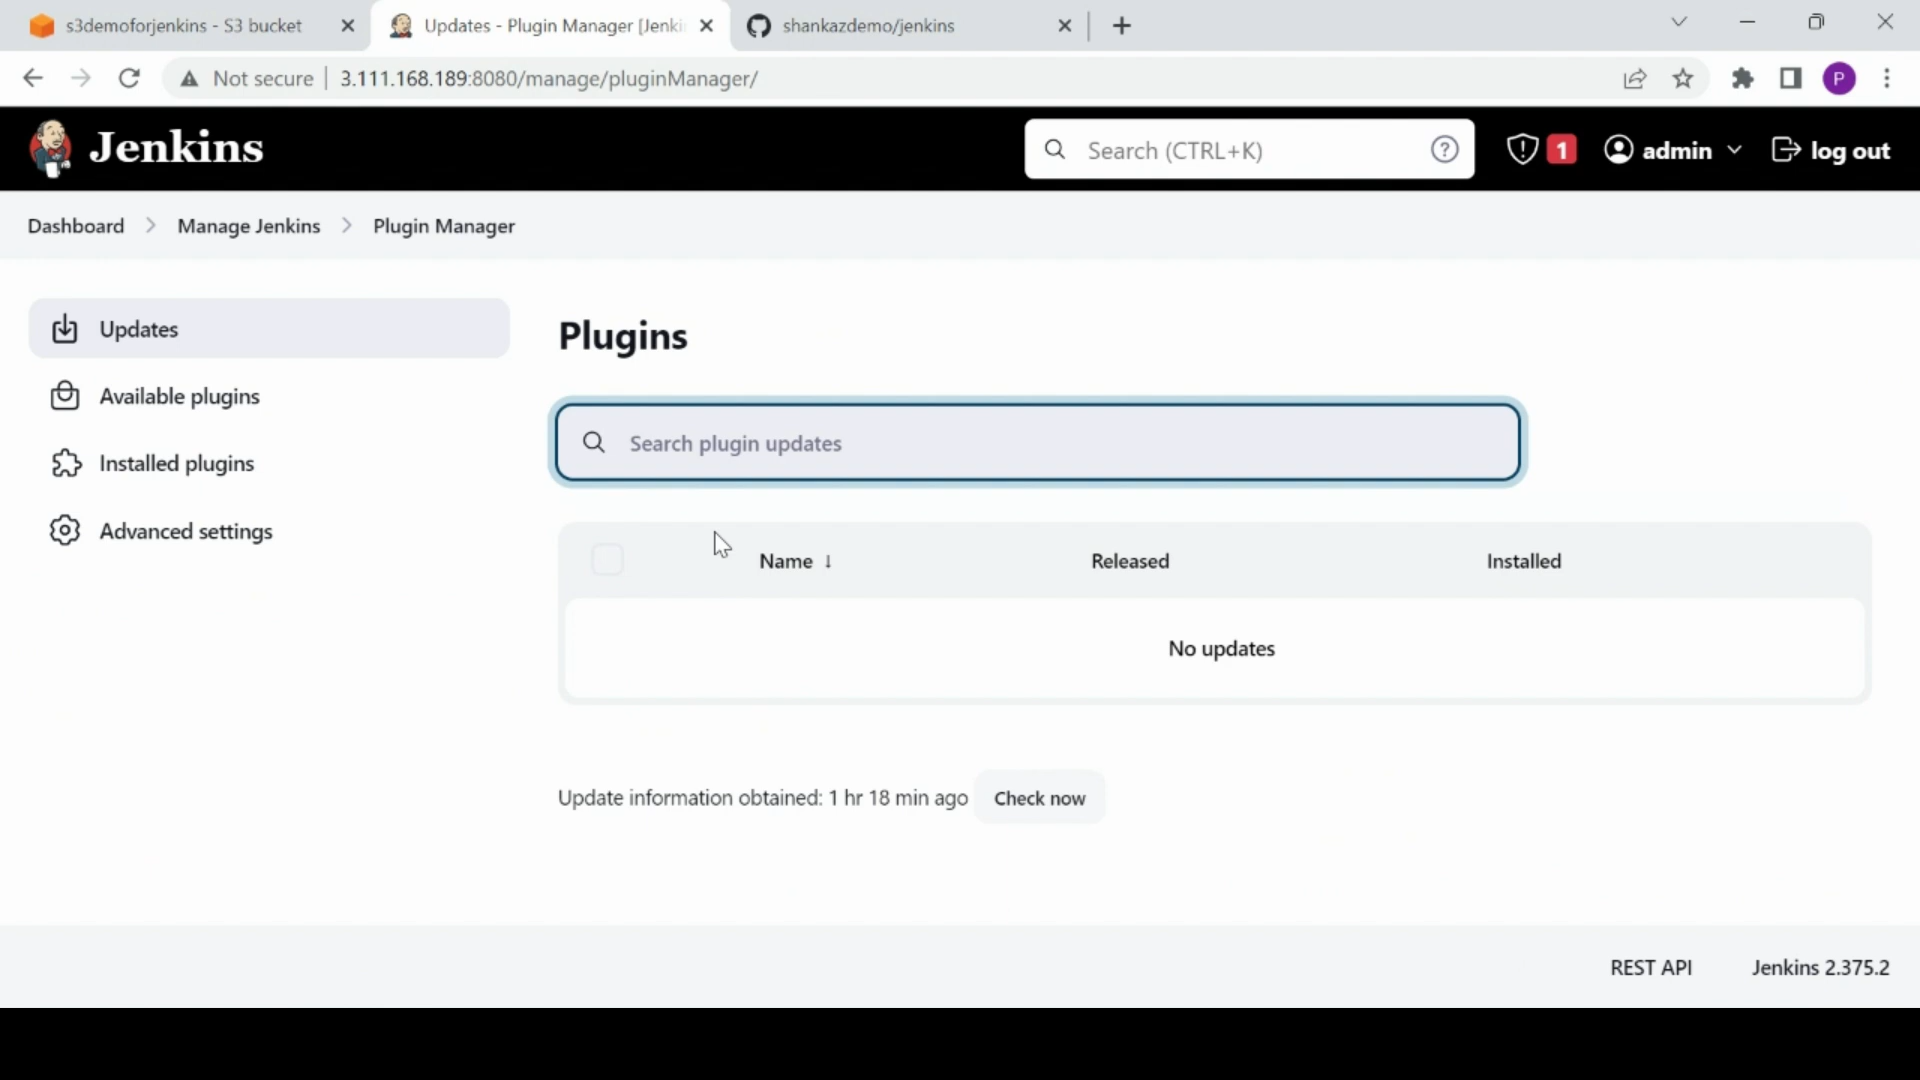 s3demoforjenkins - S3 bucket
Updates - Plugin Manager [Jenki
shankazdemo/jenkins
Not secure
3.111.168.189:8080/manage/pluginManager/
P
Jenkins
Search (CTRL+K)
?
1
admin
log out
Dashboard
Manage Jenkins
Plugin Manager
Updates
Available plugins
Installed plugins
Advanced settings
Plugins
Search plugin updates
Name ↓
Released
Installed
No updates
Update information obtained: 1 hr 18 min ago
Check now
REST API
Jenkins 2.375.2